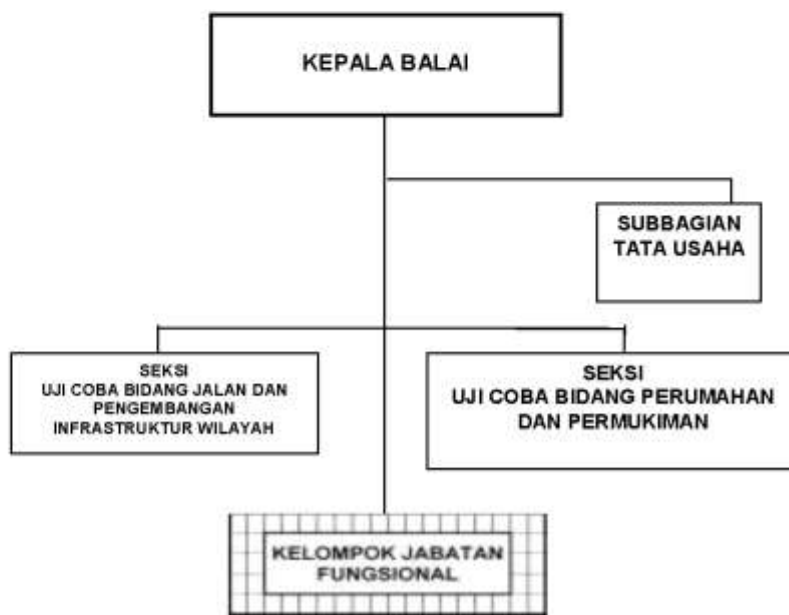 KEPALA BALAI
SUBBAGIAN
TATA USAHA
SEKSI
UJI COBA BIDANG JALAN DAN
PENGEMBANGAN
INFRASTRUKTUR WILAYAH
SEKSI
UJI COBA BIDANG PERUMAHAN
DAN PERMUKIMAN
KELOMPOK JABATAN
FUNGSIONAL